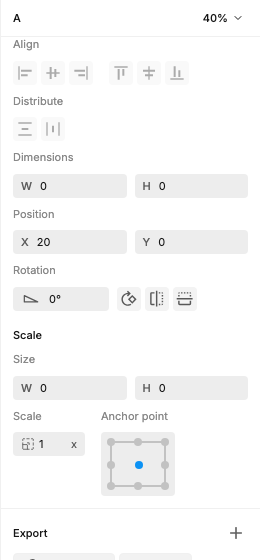 A 40%
Align
Distribute
Dimensions
W 0 H 0
Position
X 20 Y 0
Rotation
0°
Scale
Size
W 0 H 0
Scale Anchor point
1 x
Export